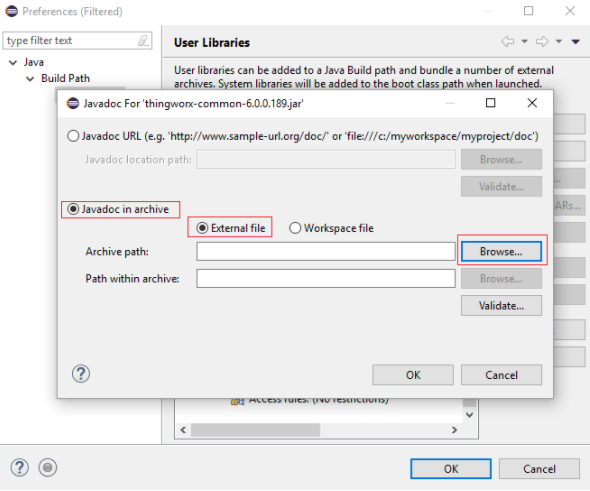 Preferences (Filtered)
type filter text
User Libraries
Java
Build Path
User libraries can be added to a Java Build path and bundle a number of external
archives. System libraries will be added to the boot class path when launched.
Javadoc For 'thingworx-common-6.0.0.189.jar'
Javadoc URL (e.g. 'http://www.sample-url.org/doc/' or 'file:///c:/myworkspace/myproject/doc')
Javadoc location path:
Browse...
Validate...
ARs...
Javadoc in archive
External file
Workspace file
Archive path:
Browse...
Path within archive:
Browse...
Validate...
OK
Cancel
Access rules: (No restrictions)
OK
Cancel